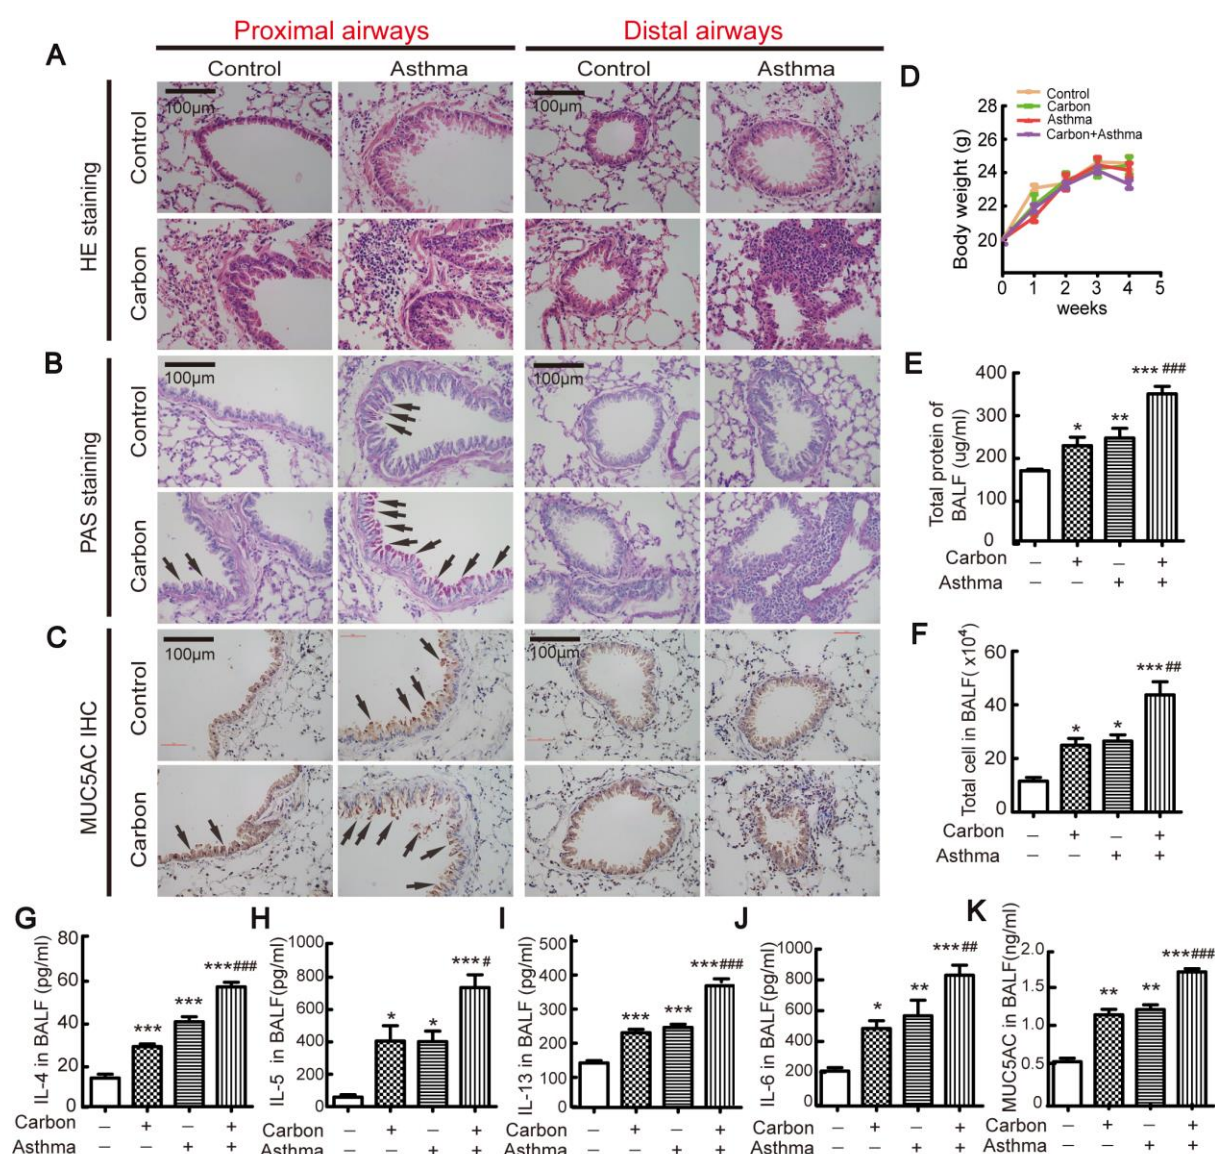 Proximal airways
Distal airways
A
Control
Asthma
Control
Asthma
HE staining
Control
Carbon
100μm
100μm
B
PAS staining
Control
Carbon
100μm
100μm
C
MUC5AC IHC
Control
Carbon
100μm
100μm
D
Control
Carbon
Asthma
Carbon+Asthma
Body weight (g)
28
26
24
22
20
0 1 2 3 4 5
weeks
E
Total protein of
BALF (ug/ml)
400
300
200
100
0
* ** *** ###
Carbon − + − +
Asthma − − + +
F
Total cell in BALF( x10⁴)
60
40
20
0
* * *** ##
Carbon − + − +
Asthma − − + +
G
IL-4 in BALF (pg/ml)
80
60
40
20
0
*** *** ***###
Carbon − + − +
Asthma − − + +
H
IL-5 in BALF(pg/ml)
1000
800
600
400
200
0
* * *** #
Carbon − + − +
Asthma − − + +
I
IL-13 in BALF(pg/ml)
500
400
300
200
100
0
*** *** ***###
Carbon − + − +
Asthma − − + +
J
IL-6 in BALF(pg/ml)
1000
800
600
400
200
0
* ** *** ##
Carbon − + − +
Asthma − − + +
K
MUC5AC in BALF(ng/ml)
2.0
1.5
1.0
0.5
0
** ** ***###
Carbon − + − +
Asthma − − + +